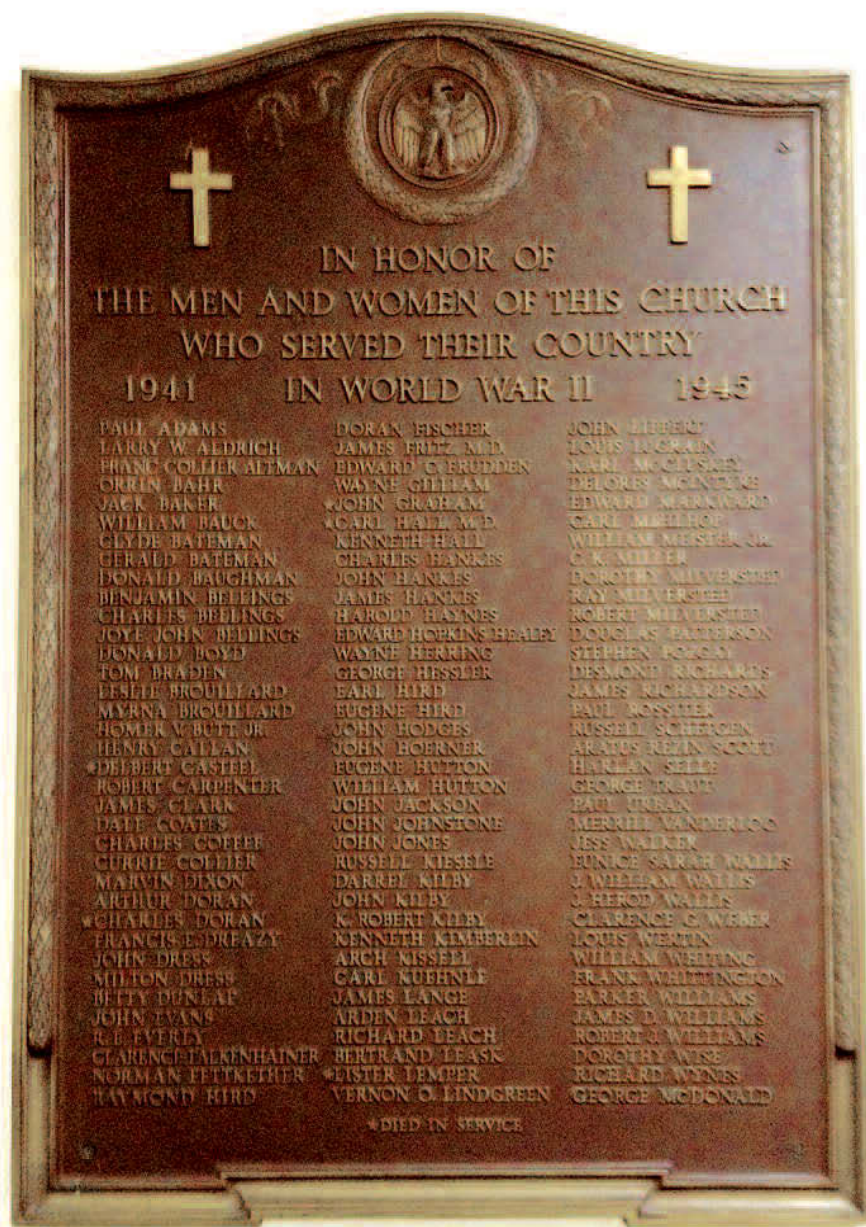 IN HONOR OF
THE MEN AND WOMEN OF THIS CHURCH
WHO SERVED THEIR COUNTRY
1941 IN WORLD WAR II 1945
PAUL ADAMS
LARRY W. ALDRICH
FRANC COLLIER ALTMAN
ORRIN BAHR
JACK BAKER
WILLIAM BAUCK
CLYDE BATEMAN
GERALD BATEMAN
DONALD BAUGHMAN
BENJAMIN BELLINGS
CHARLES BELLINGS
JOYE JOHN BELLINGS
DONALD BOYD
TOM BRADEN
LESLIE BROUILLARD
MYRNA BROUILLARD
HOMER V. BUTT JR.
HENRY CALLAN
★DELBERT CASTEEL
ROBERT CARPENTER
JAMES CLARK
DALE COATES
CHARLES COFFEE
CURRIE COLLIER
MARVIN DIXON
ARTHUR DORAN
★CHARLES DORAN
FRANCIS E. DREAZY
JOHN DRESS
MILTON DRESS
BETTY DUNLAP
JOHN EVANS
R.E. EVERLY
CLARENCE FALKENHAINER
NORMAN FETTKETHER
RAYMOND HIRD
DORAN FISCHER
JAMES FRITZ M.D.
EDWARD C. FRUDDEN
WAYNE GILLIAM
★JOHN GRAHAM
★CARL HALL, M.D.
KENNETH HALL
CHARLES HANKES
JOHN HANKES
JAMES HANKES
HAROLD HAYNES
EDWARD HOPKINS HEALEY
WAYNE HERRING
GEORGE HESSLER
EARL HIRD
EUGENE HIRD
JOHN HODGES
JOHN HOERNER
EUGENE HUTTON
WILLIAM HUTTON
JOHN JACKSON
JOHN JOHNSTONE
JOHN JONES
RUSSELL KIESELE
DARREL KILBY
JOHN KILBY
K. ROBERT KILBY
KENNETH KIMBERLIN
ARCH KISSELL
CARL KUEHNLE
JAMES LANGE
ARDEN LEACH
RICHARD LEACH
BERTRAND LEASK
★LISTER LEMPER
VERNON O. LINDGREEN
JOHN LIEBERT
LOUIS LUGRAIN
KARL McCLUSKEY
DELORES McINTYRE
EDWARD MARKWARD
CARL MEHLHOP
WILLIAM MEISTER JR.
C. K. MILLER
DOROTHY MILVERSTED
RAY MILVERSTED
ROBERT MILVERSTED
DOUGLAS PATTERSON
STEPHEN POZGAY
DESMOND RICHARDS
JAMES RICHARDSON
PAUL ROSSITER
RUSSELL
ARATUS REZIN SCOTT
HARLAN SELLE
GEORGE TRAUT
PAUL URBAN
MERRILL VANDERLOO
JESS WALKER
EUNICE SARAH WALLIS
J. WILLIAM WALLIS
J. HEROD WALLIS
CLARENCE C. WEBER
LOUIS WERTIN
WILLIAM WHITING
FRANK WHITTINGTON
PARKER WILLIAMS
JAMES D. WILLIAMS
ROBERT J. WILLIAMS
DOROTHY WISE
RICHARD WYNES
GEORGE McDONALD
★DIED IN SERVICE